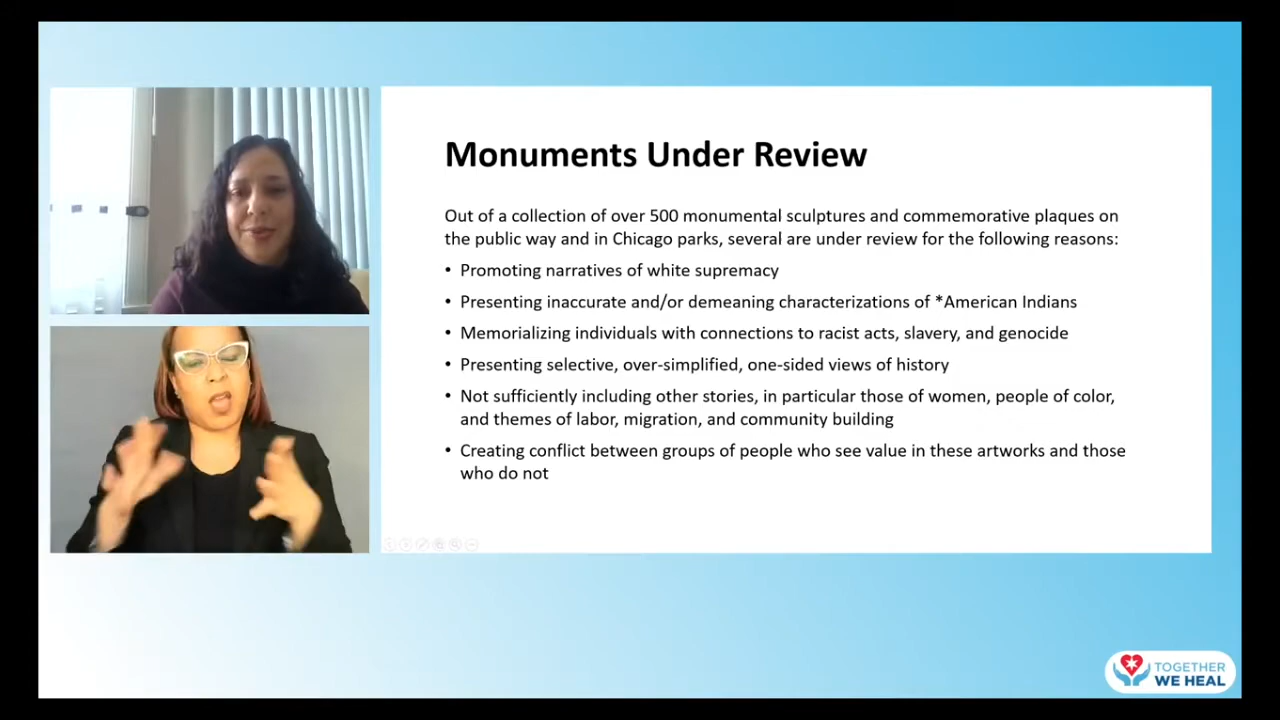 Monuments Under Review
Out of a collection of over 500 monumental sculptures and commemorative plaques on
the public way and in Chicago parks, several are under review for the following reasons:
• Promoting narratives of white supremacy
• Presenting inaccurate and/or demeaning characterizations of *American Indians
• Memorializing individuals with connections to racist acts, slavery, and genocide
• Presenting selective, over-simplified, one-sided views of history
• Not sufficiently including other stories, in particular those of women, people of color,
and themes of labor, migration, and community building
• Creating conflict between groups of people who see value in these artworks and those
who do not
TOGETHER
WE HEAL